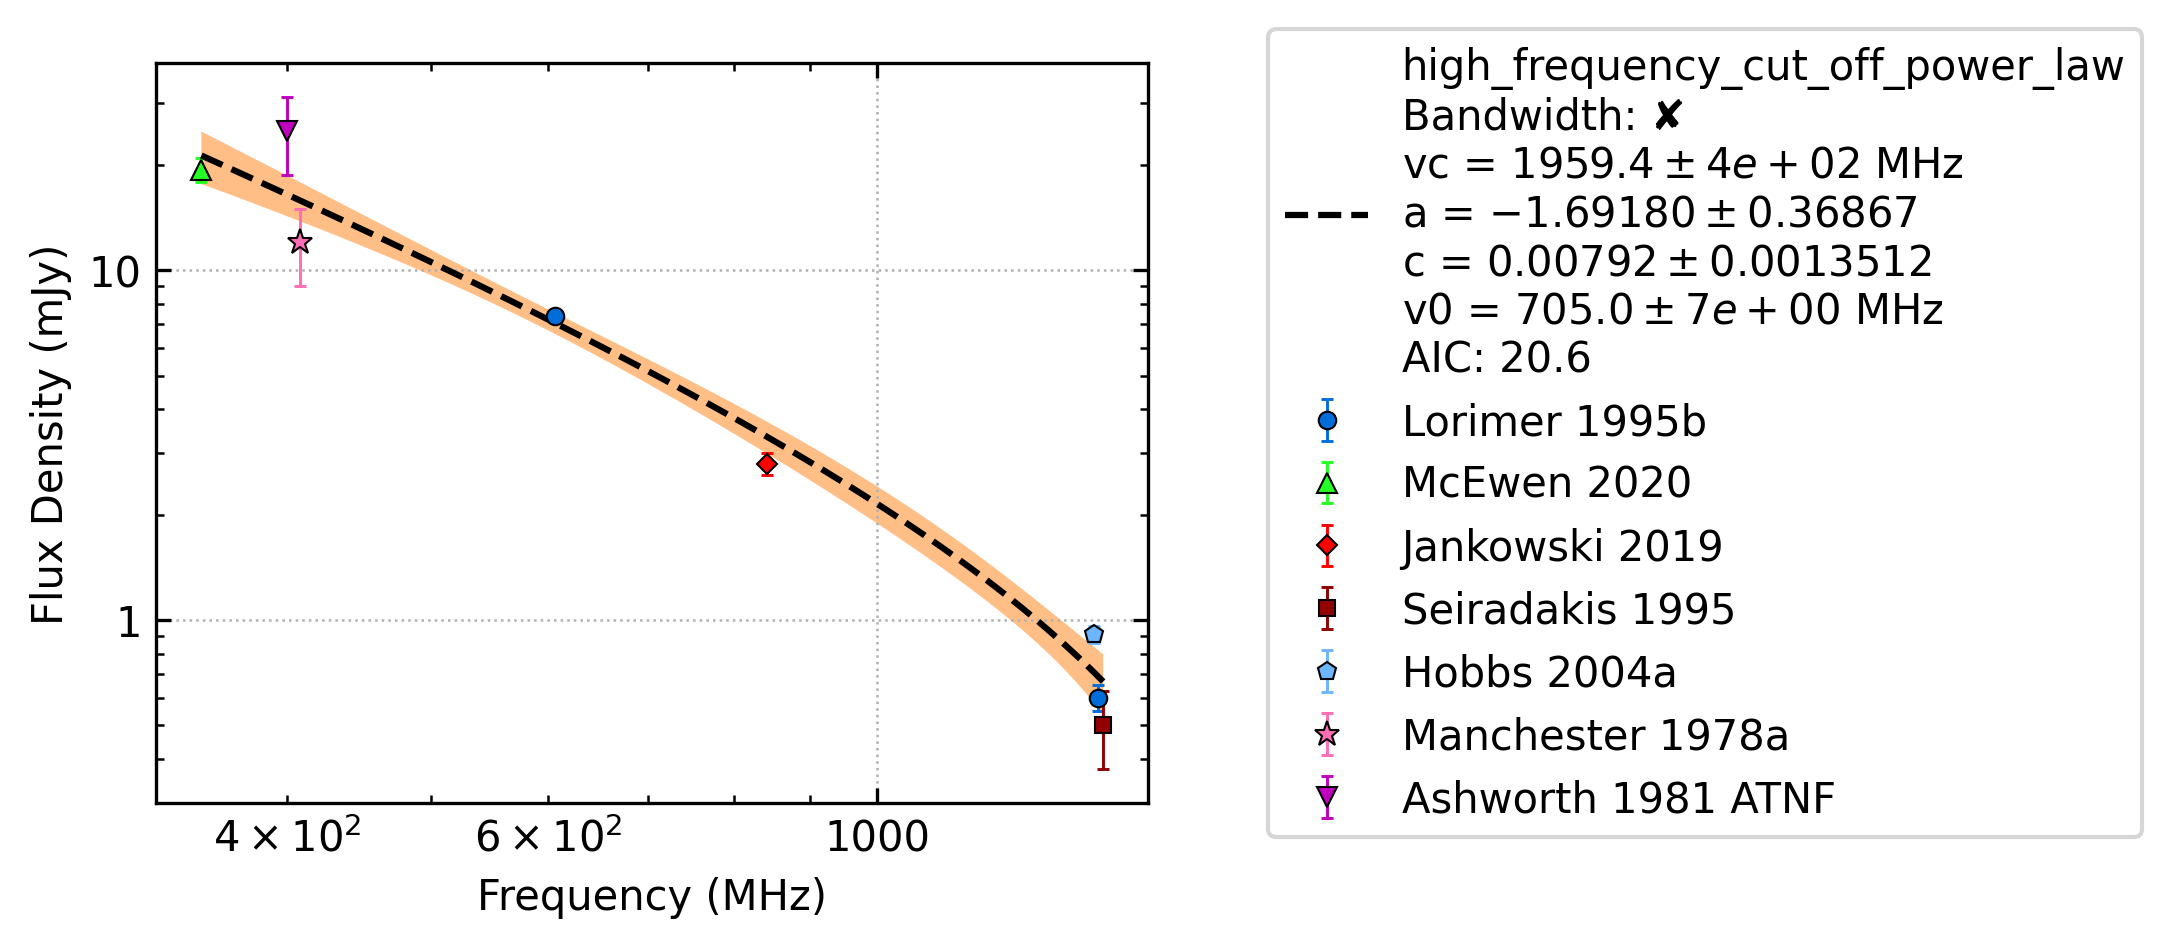 Flux Density (mJy)
10
1
4 × 10²
6 × 10²
1000
Frequency (MHz)
high_frequency_cut_off_power_law
Bandwidth: ✘
vc = 1959.4 ± 4e + 02 MHz
a = −1.69180 ± 0.36867
c = 0.00792 ± 0.0013512
v0 = 705.0 ± 7e + 00 MHz
AIC: 20.6
Lorimer 1995b
McEwen 2020
Jankowski 2019
Seiradakis 1995
Hobbs 2004a
Manchester 1978a
Ashworth 1981 ATNF